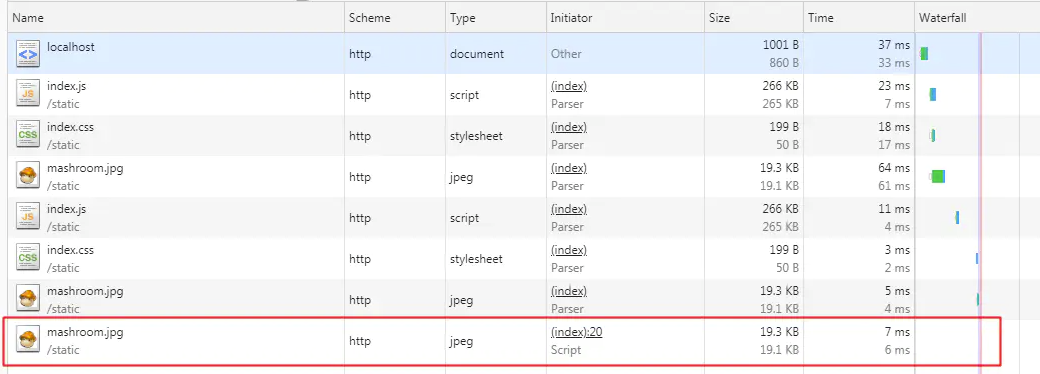 Name Scheme Type Initiator Size Time Waterfall
localhost http document Other 1001 B 37 ms
860 B 33 ms
index.js http script (index) 266 KB 23 ms
/static Parser 265 KB 7 ms
index.css http stylesheet (index) 199 B 18 ms
/static Parser 50 B 17 ms
mashroom.jpg http jpeg (index) 19.3 KB 64 ms
/static Parser 19.1 KB 61 ms
index.js http script (index) 266 KB 11 ms
/static Parser 265 KB 4 ms
index.css http stylesheet (index) 199 B 3 ms
/static Parser 50 B 2 ms
mashroom.jpg http jpeg (index) 19.3 KB 5 ms
/static Parser 19.1 KB 4 ms
mashroom.jpg http jpeg (index):20 19.3 KB 7 ms
/static Script 19.1 KB 6 ms